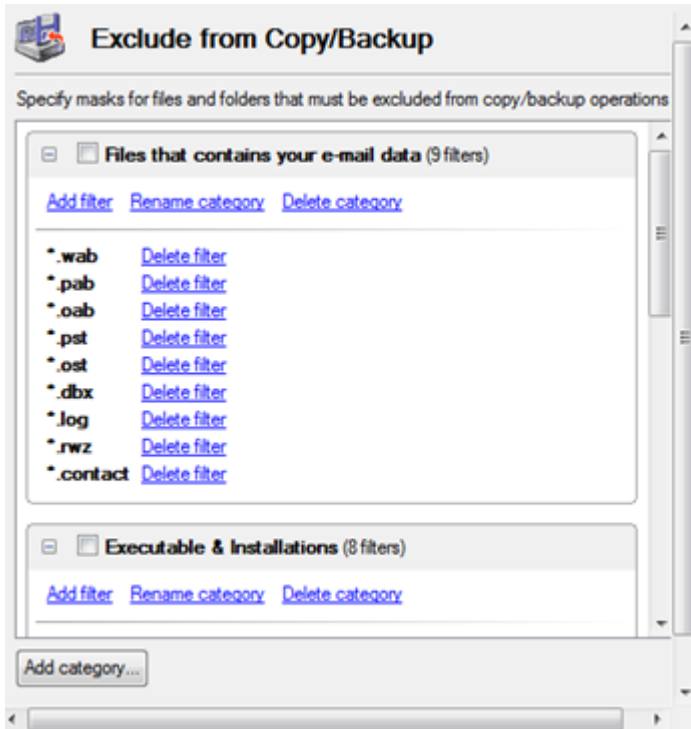 Exclude from Copy/Backup
Specify masks for files and folders that must be excluded from copy/backup operations
Files that contains your e-mail data (9 filters)
Add filter Rename category Delete category
*.wab Delete filter
*.pab Delete filter
*.oab Delete filter
*.pst Delete filter
*.ost Delete filter
*.dbx Delete filter
*.log Delete filter
*.rwz Delete filter
*.contact Delete filter
Executable & Installations (8 filters)
Add filter Rename category Delete category
Add category...